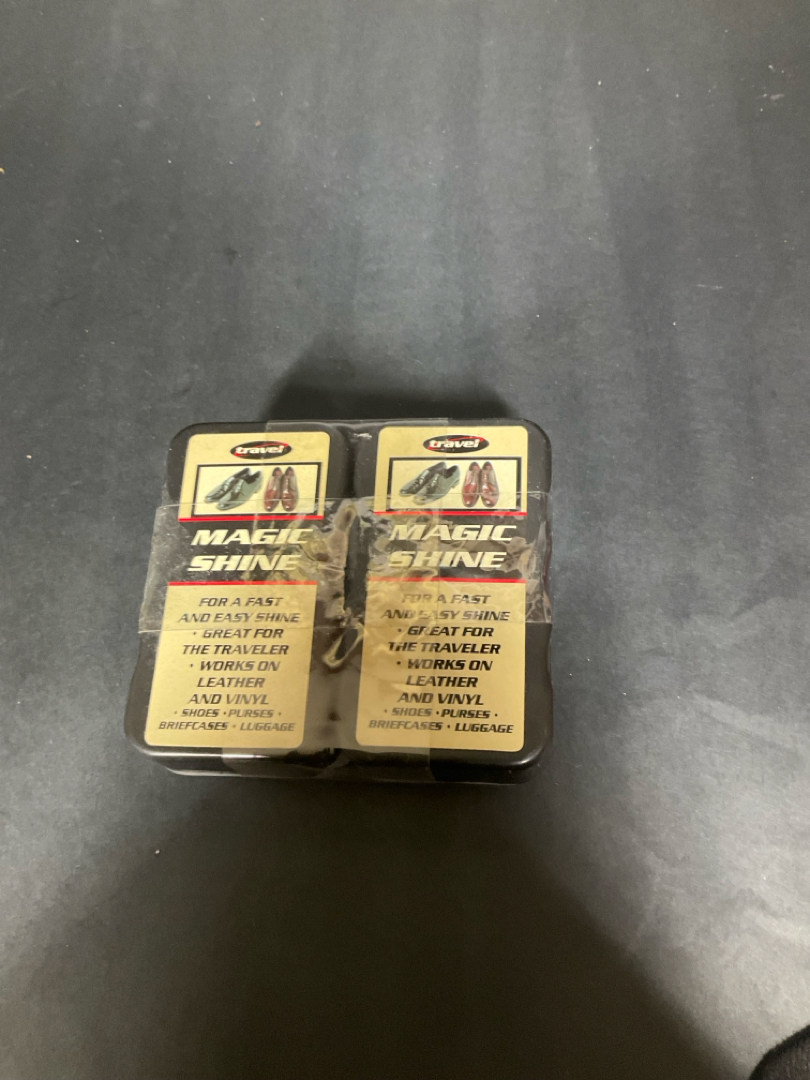 travel
MAGIC
SHINE
FOR A FAST
AND EASY SHINE
• GREAT FOR
THE TRAVELER
• WORKS ON
LEATHER
AND VINYL
• SHOES • PURSES •
BRIEFCASES • LUGGAGE
travel
MAGIC
SHINE
FOR A FAST
AND EASY SHINE
• GREAT FOR
THE TRAVELER
• WORKS ON
LEATHER
AND VINYL
• SHOES • PURSES •
BRIEFCASES • LUGGAGE